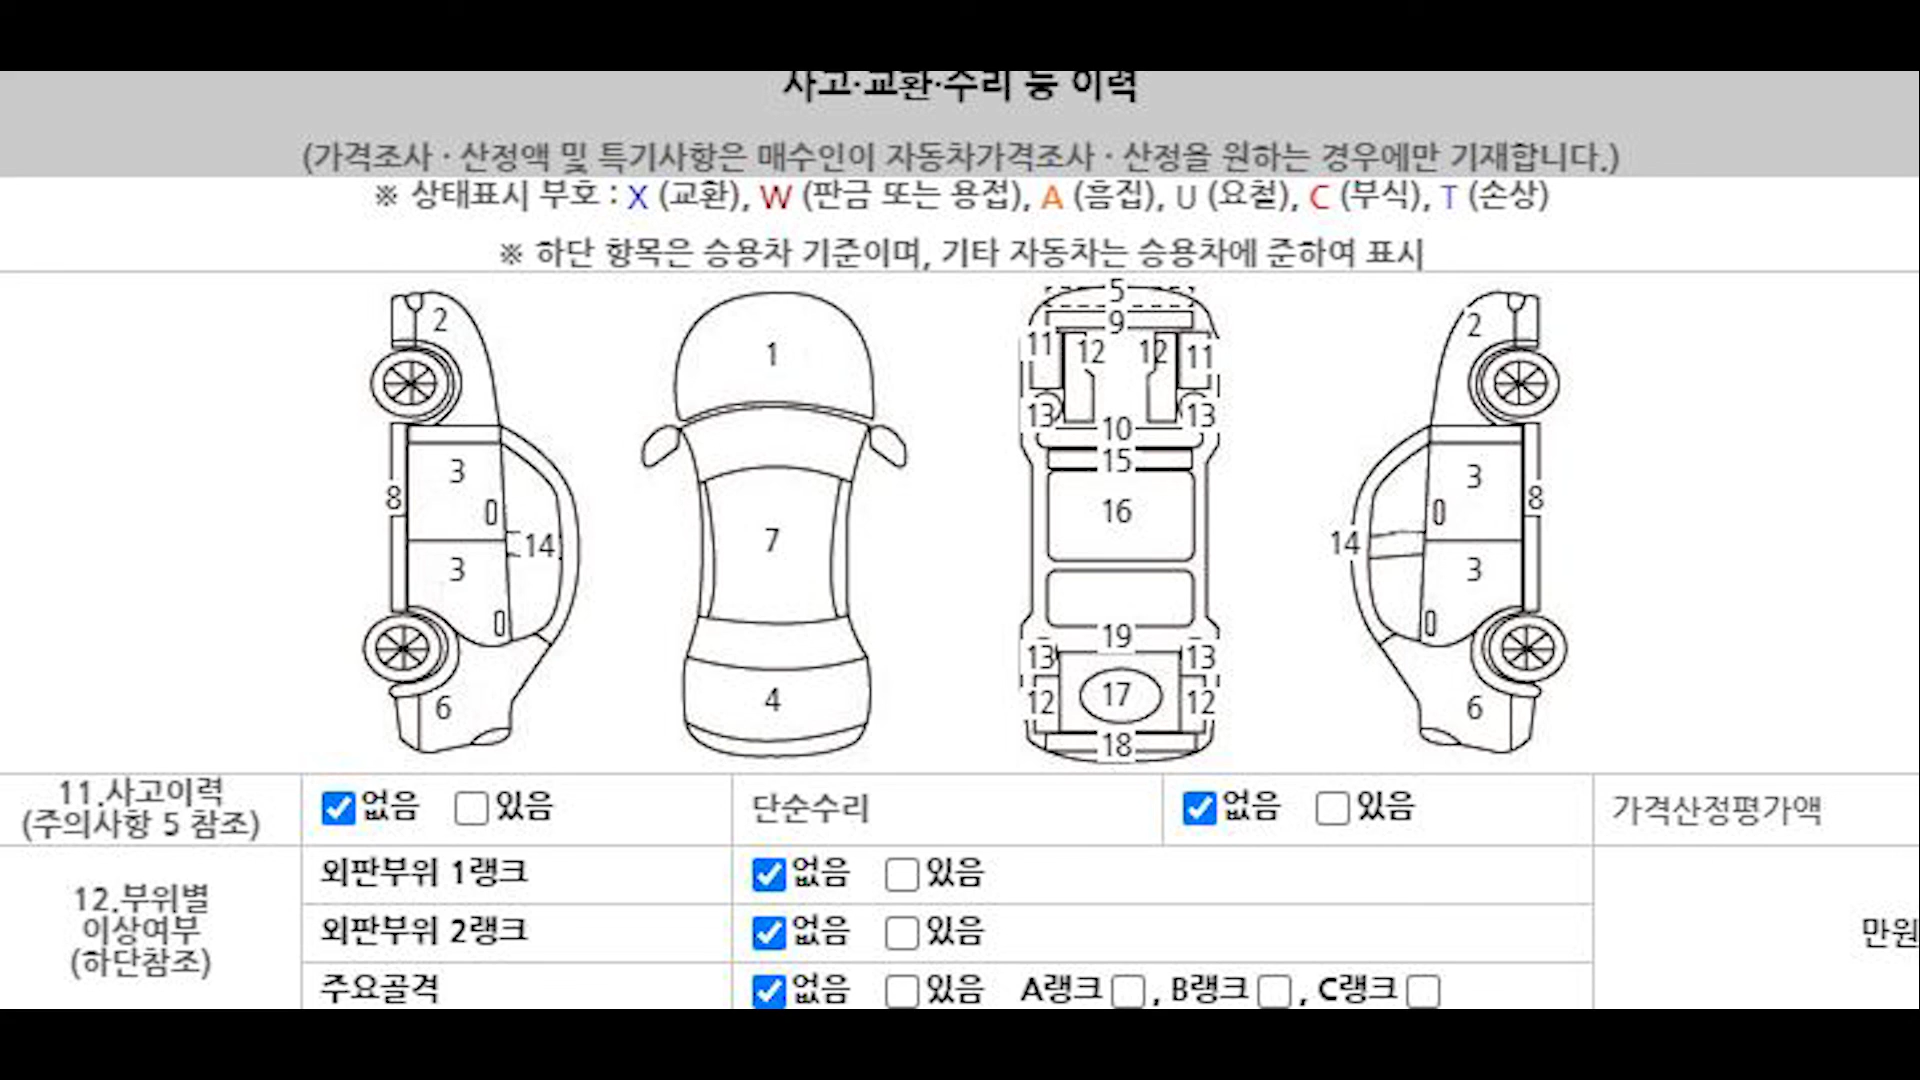 사고·교환·수리 등 이력
(가격조사 · 산정액 및 특기사항은 매수인이 자동차가격조사 · 산정을 원하는 경우에만 기재합니다.)
※ 상태표시 부호 : X (교환), W (판금 또는 용접), A (흠집), U (요철), C (부식), T (손상)
※ 하단 항목은 승용차 기준이며, 기타 자동차는 승용차에 준하여 표시
2
3
8
3
14
6
1
7
4
5
9
11 12 12 11
13 13
10
15
16
19
13 13
12 17 12
18
2
3
8
14
3
6
11.사고이력
(주의사항 5 참조)
없음 있음
단순수리
없음 있음
가격산정평가액
12.부위별
이상여부
(하단참조)
외판부위 1랭크
없음 있음
외판부위 2랭크
없음 있음
주요골격
없음 있음 A랭크 , B랭크 , C랭크
만원